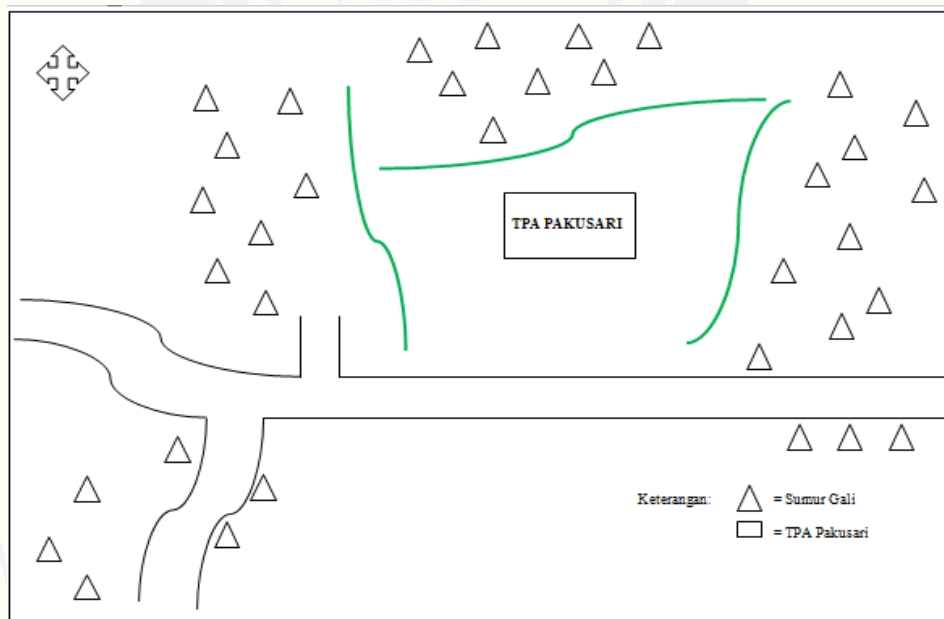 TPA PAKUSARI
Keterangan:
= Sumur Gali
= TPA Pakusari